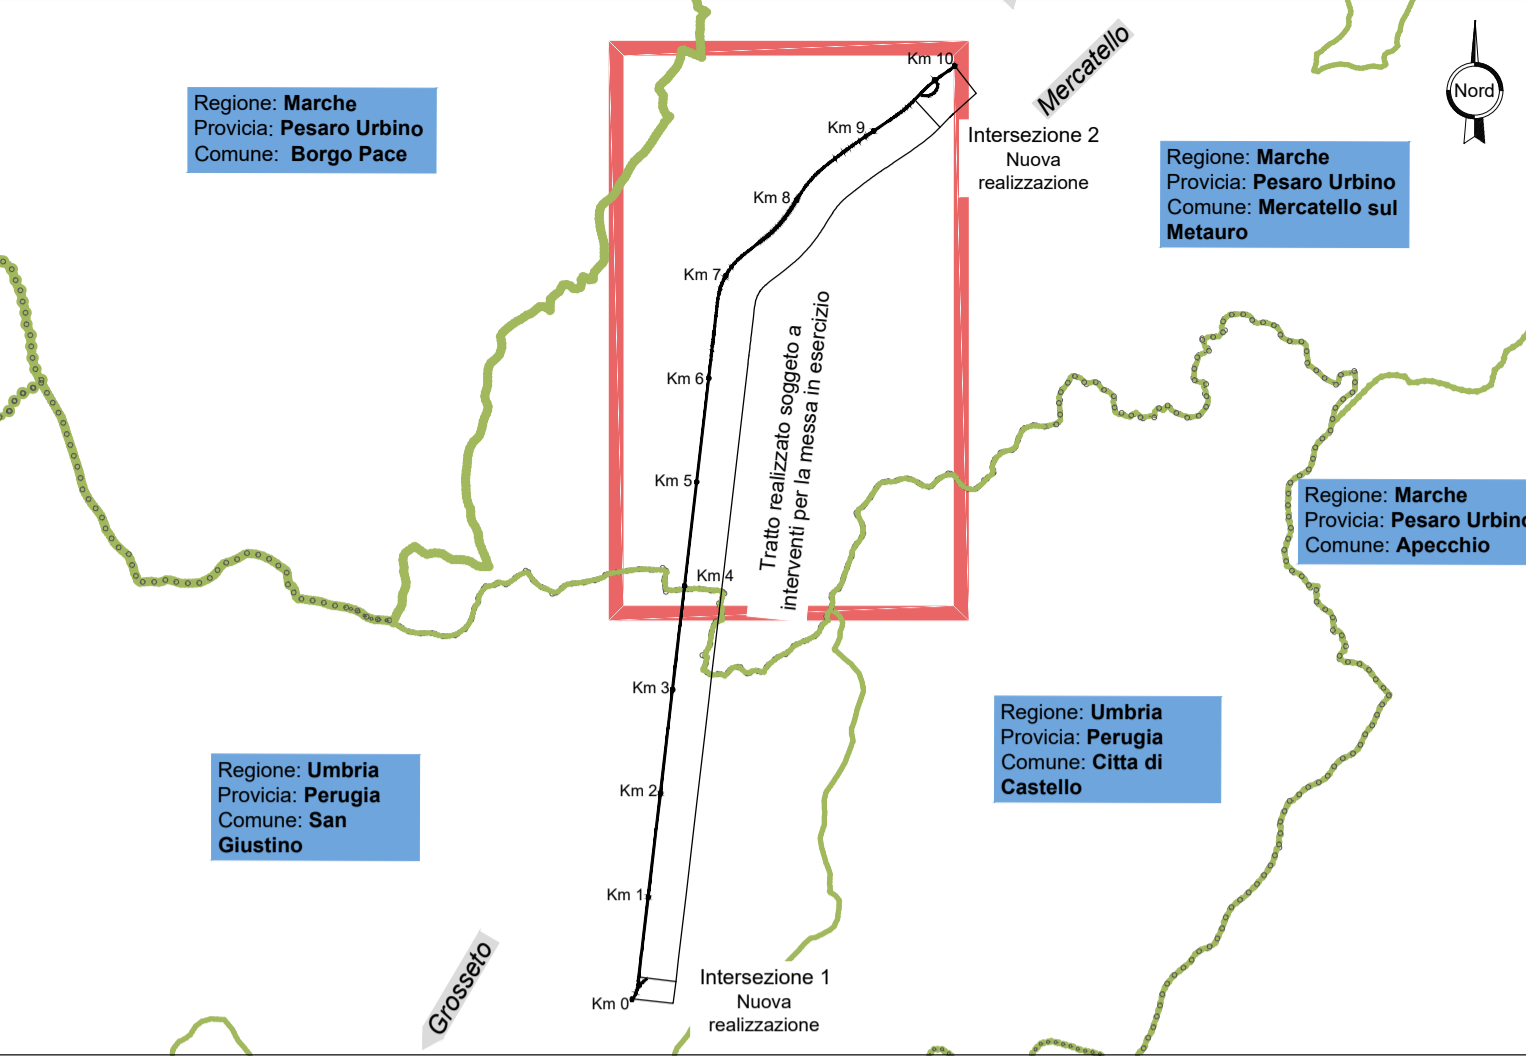 Km 10
Mercatello
Nord
Regione: Marche
Provicia: Pesaro Urbino
Comune: Borgo Pace
Km 9
Intersezione 2
Nuova
realizzazione
Regione: Marche
Provicia: Pesaro Urbino
Comune: Mercatello sul
Metauro
Km 8
Km 7
Km 6
Tratto realizzato soggeto a
interventi per la messa in esercizio
Km 5
Regione: Marche
Provicia: Pesaro Urbino
Comune: Apecchio
Km 4
Km 3
Regione: Umbria
Provicia: Perugia
Comune: Citta di
Castello
Regione: Umbria
Provicia: Perugia
Comune: San
Giustino
Km 2
Km 1
Grosseto
Intersezione 1
Nuova
realizzazione
Km 0